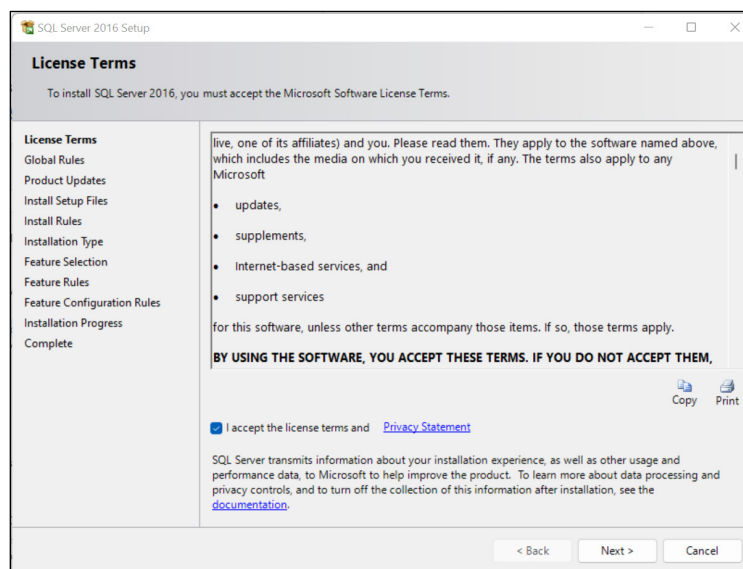 SQL Server 2016 Setup
License Terms
To install SQL Server 2016, you must accept the Microsoft Software License Terms.
License Terms
Global Rules
Product Updates
Install Setup Files
Install Rules
Installation Type
Feature Selection
Feature Rules
Feature Configuration Rules
Installation Progress
Complete
live, one of its affiliates) and you. Please read them. They apply to the software named above,
which includes the media on which you received it, if any. The terms also apply to any
Microsoft
• updates,
• supplements,
• Internet-based services, and
• support services
for this software, unless other terms accompany those items. If so, those terms apply.
BY USING THE SOFTWARE, YOU ACCEPT THESE TERMS. IF YOU DO NOT ACCEPT THEM,
Copy Print
I accept the license terms and Privacy Statement
SQL Server transmits information about your installation experience, as well as other usage and
performance data, to Microsoft to help improve the product. To learn more about data processing and
privacy controls, and to turn off the collection of this information after installation, see the
documentation.
< Back Next > Cancel